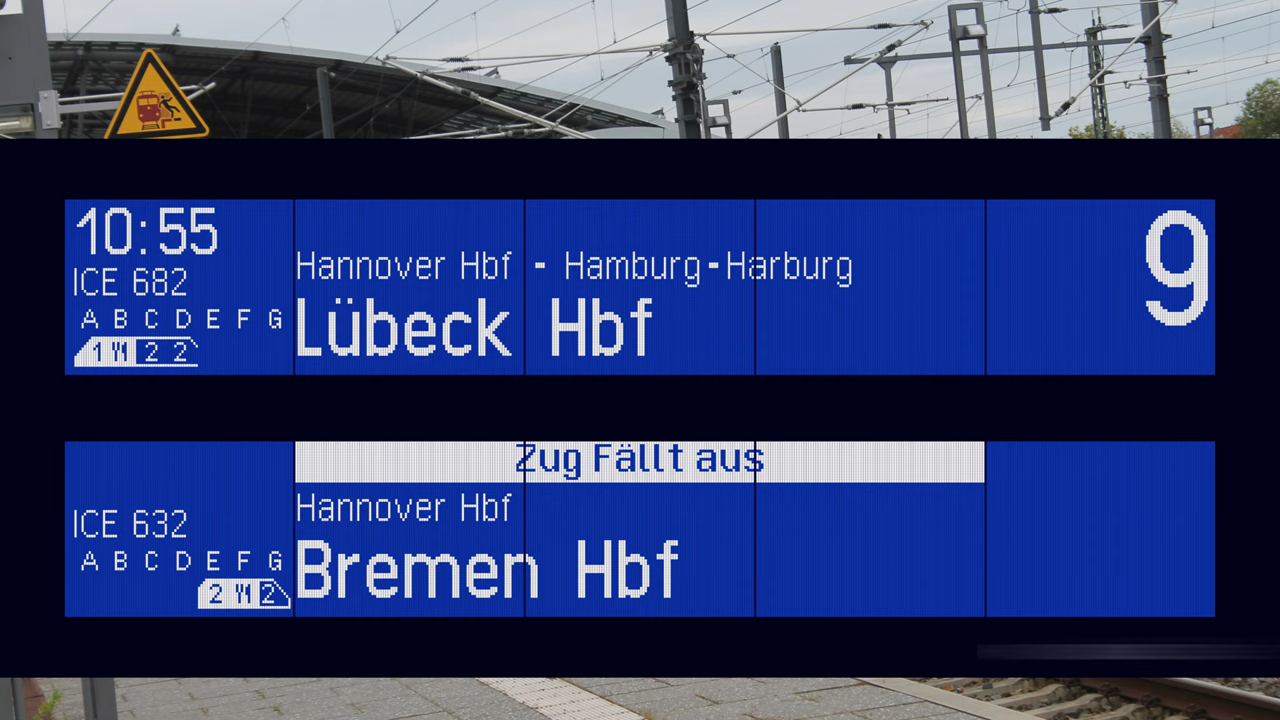 10:55
ICE 682
A B C D E F G
1 2 2
Hannover Hbf - Hamburg-Harburg
Lübeck Hbf
9
Zug Fällt aus
ICE 632
A B C D E F G
2 2
Hannover Hbf
Bremen Hbf